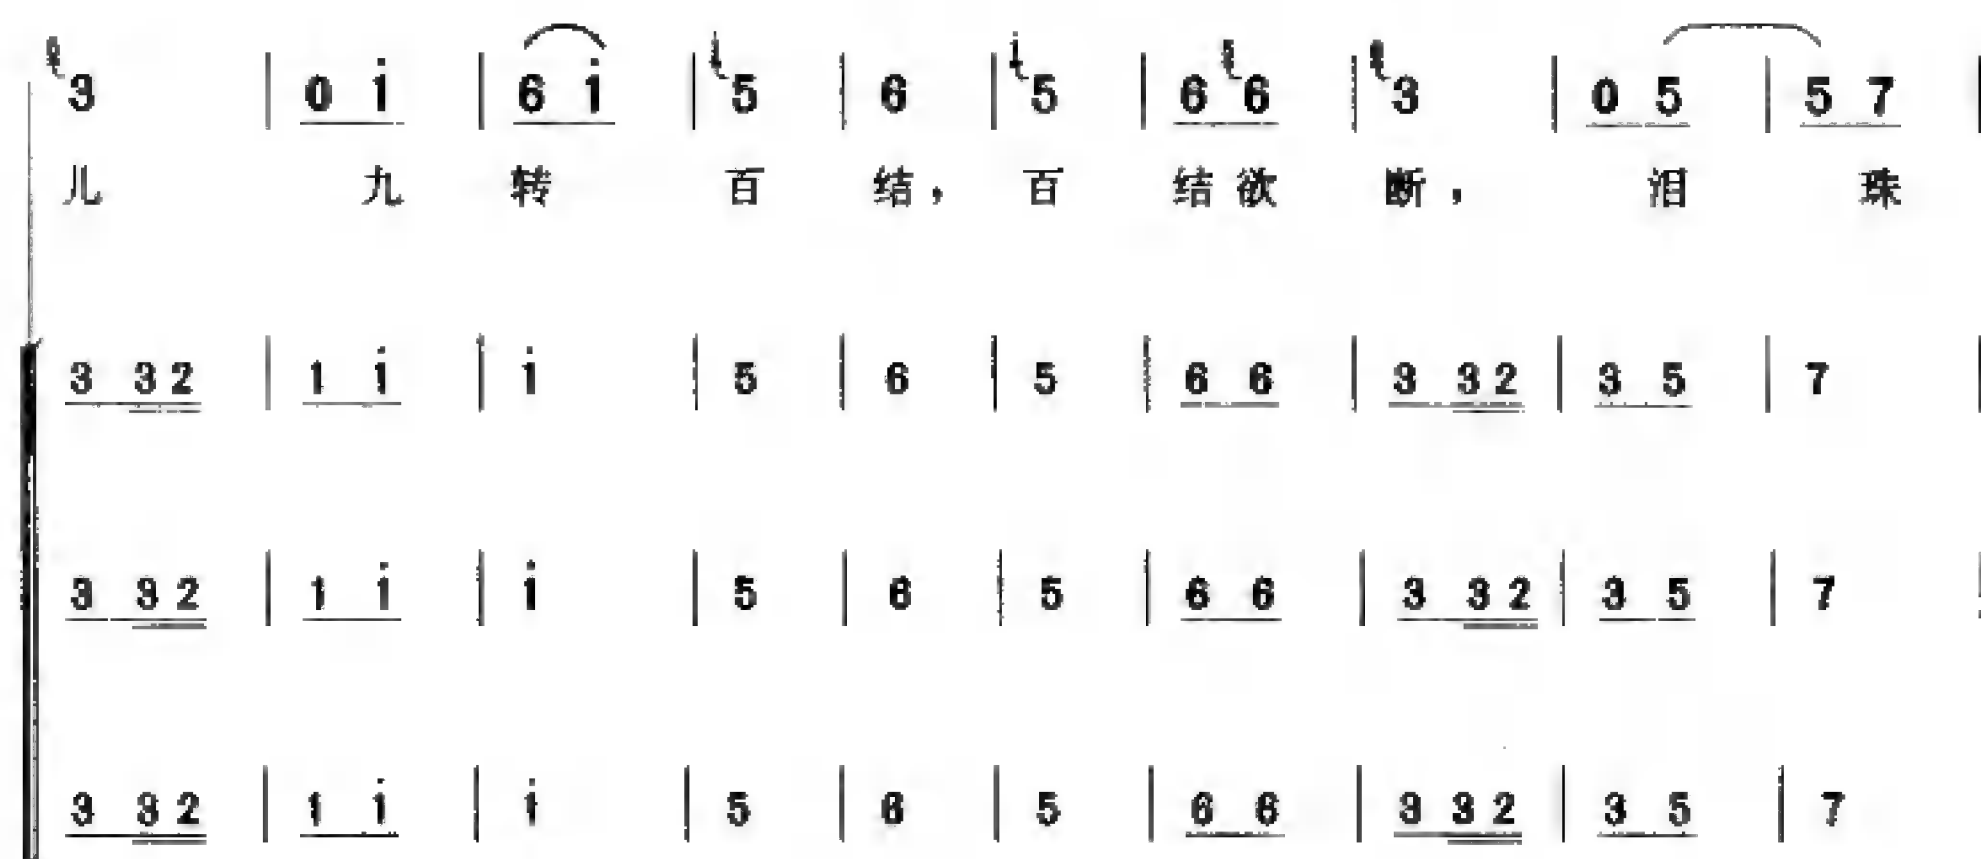 3 | 0 i | 6 i | 5 | 6 | 5 | 6 6 | 3 | 0 5 | 5 7 |
儿 九 转 百 结， 百 结 欲 断， 泪 珠
3 3 2 | 1 i | i | 5 | 6 | 5 | 6 6 | 3 3 2 | 3 5 | 7 |
3 3 2 | 1 i | i | 5 | 6 | 5 | 6 6 | 3 3 2 | 3 5 | 7 |
3 3 2 | 1 i | i | 5 | 6 | 5 | 6 6 | 3 3 2 | 3 5 | 7